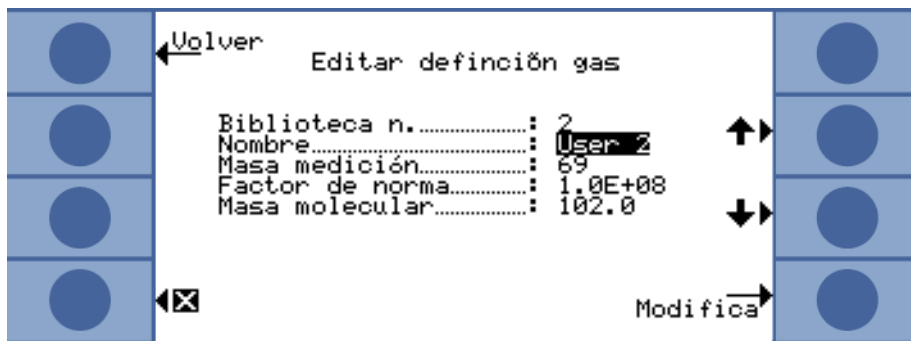 Volver
Editar definciõn gas
Biblioteca n.................: 2
Nombre.......................: User 2
Masa medición................: 69
Factor de norma..............: 1.0E+08
Masa molecular...............: 102.0
Modifica